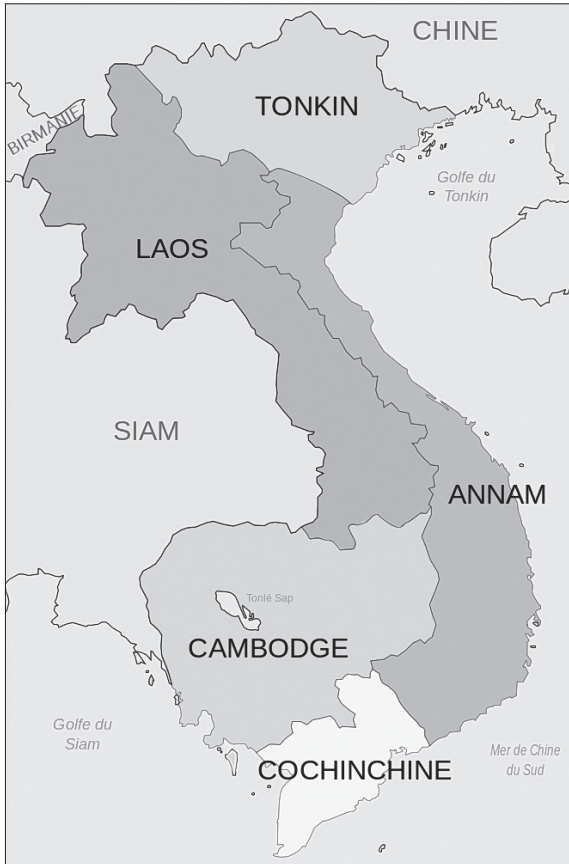 CHINE
TONKIN
BIRMANIE
Golfe du
Tonkin
LAOS
SIAM
ANNAM
Tonlé Sap
CAMBODGE
Golfe du
Siam
Mer de Chine
du Sud
COCHINCHINE